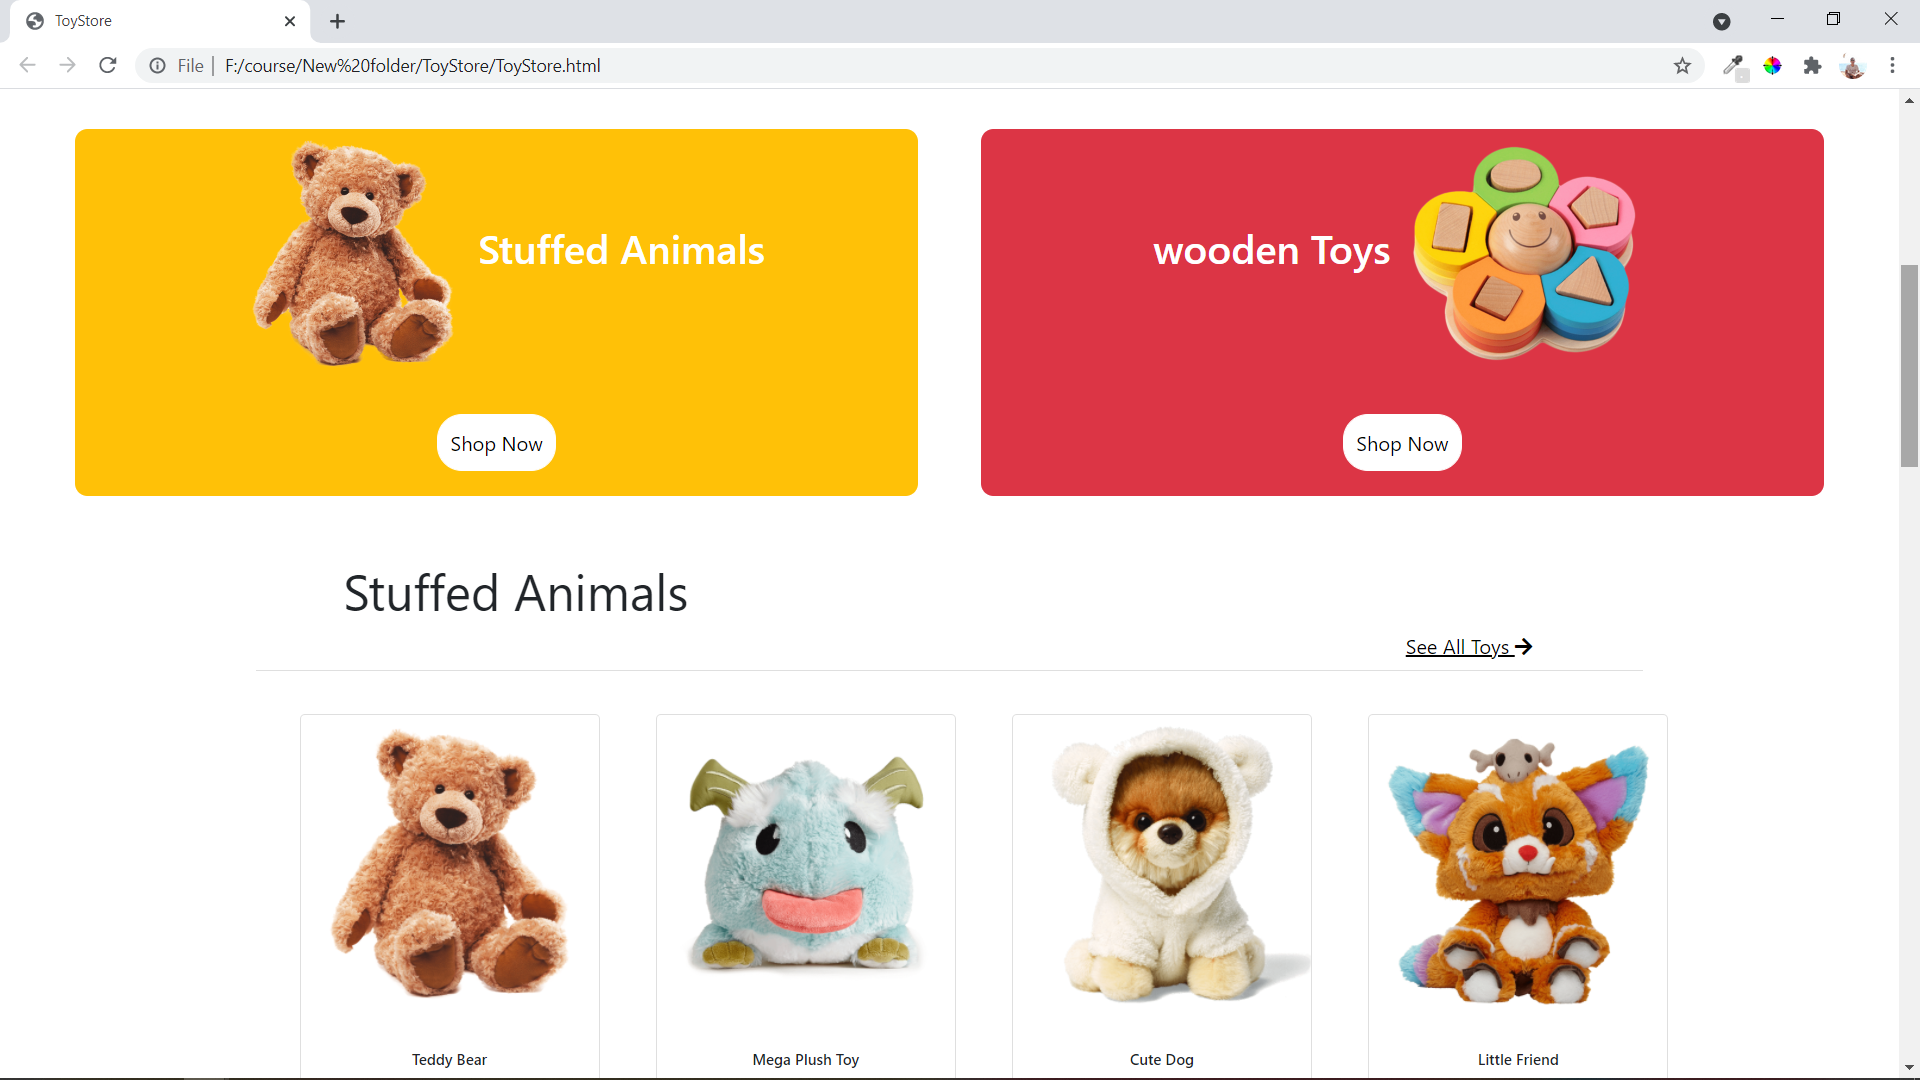 ToyStore
File | F:/course/New%20folder/ToyStore/ToyStore.html
Stuffed Animals
wooden Toys
Shop Now
Shop Now
Stuffed Animals
See All Toys
Teddy Bear
Mega Plush Toy
Cute Dog
Little Friend